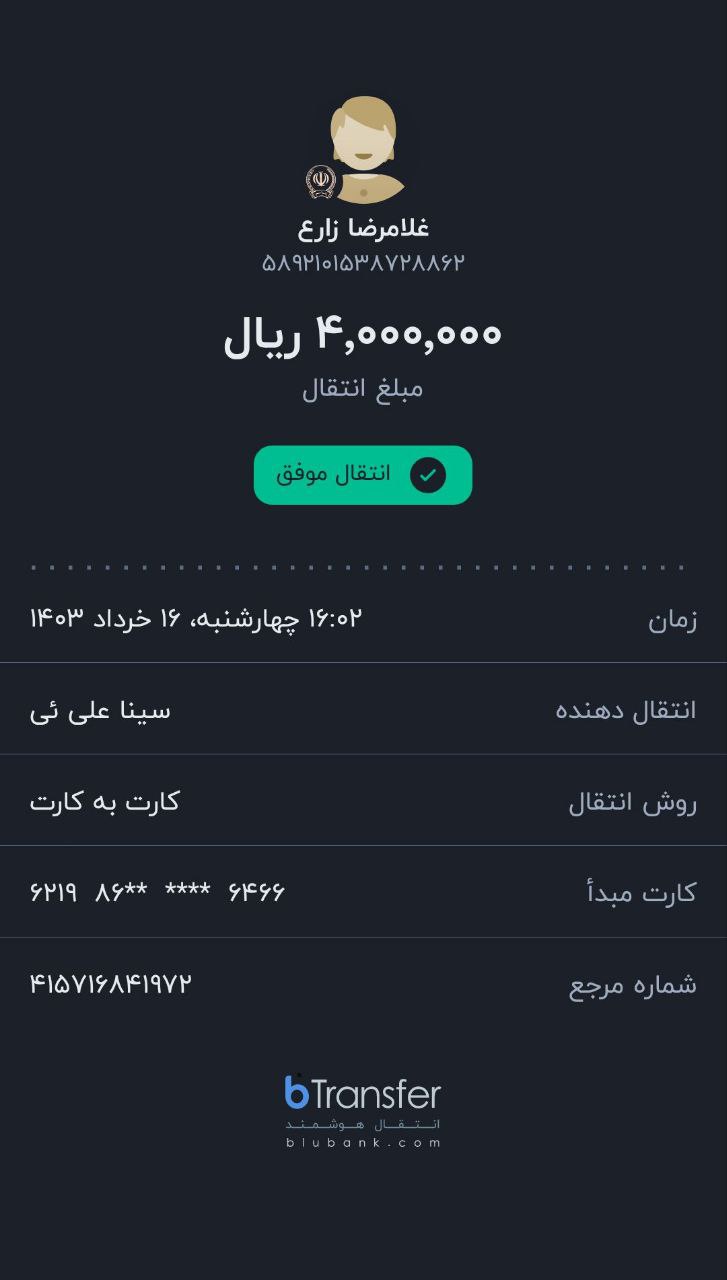 غلامرضا زارع
۵۸۹۲۱۰۱۵۳۸۷۲۸۸۶۲
۴,۰۰۰,۰۰۰ ریال
مبلغ انتقال
انتقال موفق
زمان ۱۶:۰۲ چهارشنبه، ۱۶ خرداد ۱۴۰۳
انتقال دهنده سینا علی ئی
روش انتقال کارت به کارت
کارت مبدأ ۶۲۱۹ ۸۶** **** ۶۴۶۶
شماره مرجع ۴۱۵۷۱۶۸۴۱۹۷۲
bTransfer
انـتـقـال هـوشـمـنـد
blubank.com